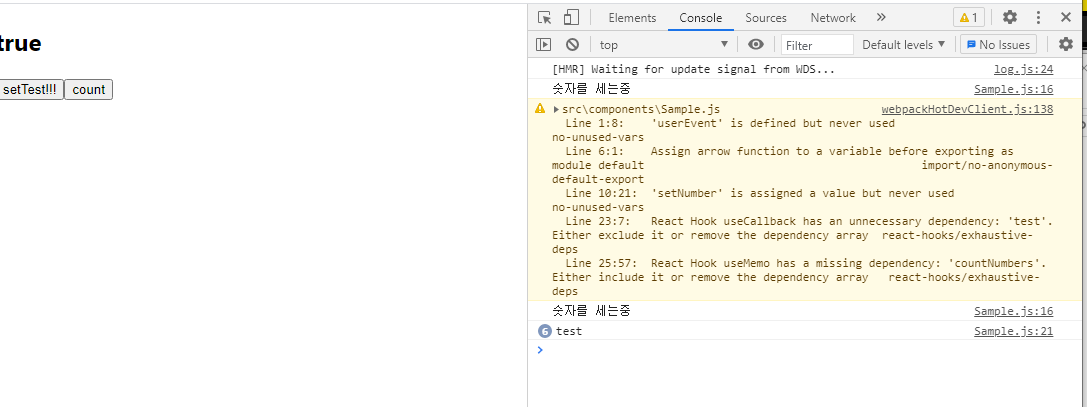 true
setTest!!! count
Elements Console Sources Network » 1
top Filter Default levels No Issues
[HMR] Waiting for update signal from WDS... log.js:24
숫자를 세는중 Sample.js:16
src\components\Sample.js webpackHotDevClient.js:138
Line 1:8: 'userEvent' is defined but never used
no-unused-vars
Line 6:1: Assign arrow function to a variable before exporting as
module default import/no-anonymous-
default-export
Line 10:21: 'setNumber' is assigned a value but never used
no-unused-vars
Line 23:7: React Hook useCallback has an unnecessary dependency: 'test'.
Either exclude it or remove the dependency array react-hooks/exhaustive-
deps
Line 25:57: React Hook useMemo has a missing dependency: 'countNumbers'.
Either include it or remove the dependency array react-hooks/exhaustive-
deps
숫자를 세는중 Sample.js:16
6 test Sample.js:21